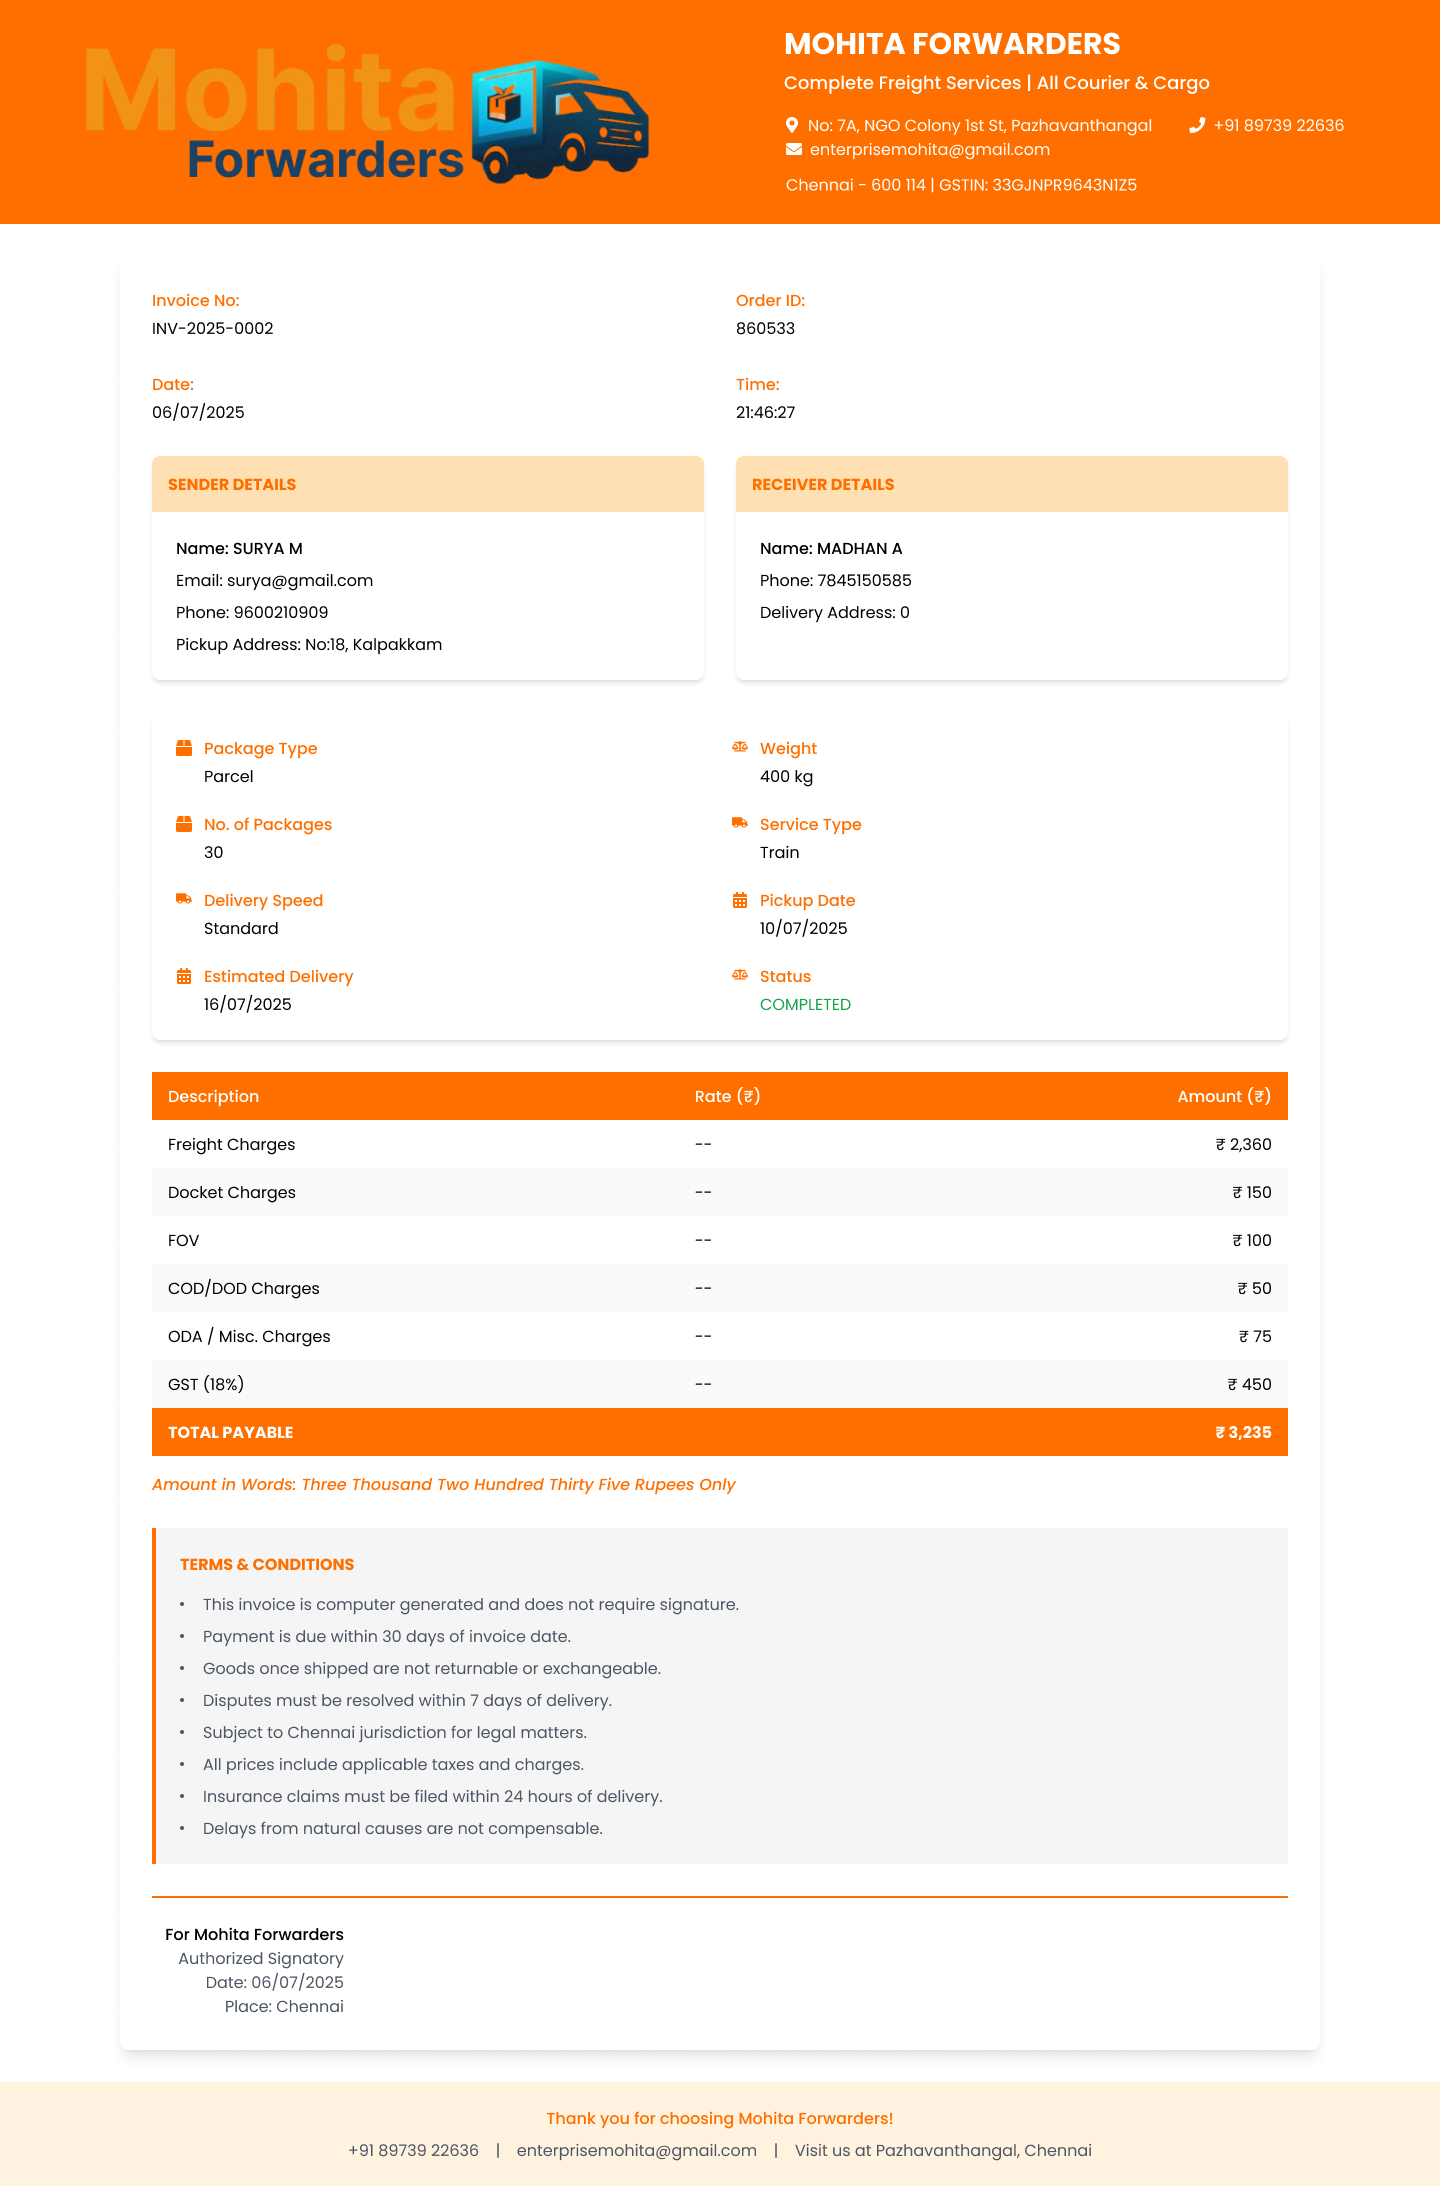 Mohita
Forwarders
MOHITA FORWARDERS
Complete Freight Services | All Courier & Cargo
No: 7A, NGO Colony 1st St, Pazhavanthangal +91 89739 22636
enterprisemohita@gmail.com
Chennai - 600 114 | GSTIN: 33GJNPR9643N1Z5
Invoice No: Order ID:
INV-2025-0002 860533
Date: Time:
06/07/2025 21:46:27
SENDER DETAILS
Name: SURYA M
Email: surya@gmail.com
Phone: 9600210909
Pickup Address: No:18, Kalpakkam
RECEIVER DETAILS
Name: MADHAN A
Phone: 7845150585
Delivery Address: 0
Package Type Weight
Parcel 400 kg
No. of Packages Service Type
30 Train
Delivery Speed Pickup Date
Standard 10/07/2025
Estimated Delivery Status
16/07/2025 COMPLETED
Description Rate (₹) Amount (₹)
Freight Charges -- ₹ 2,360
Docket Charges -- ₹ 150
FOV -- ₹ 100
COD/DOD Charges -- ₹ 50
ODA / Misc. Charges -- ₹ 75
GST (18%) -- ₹ 450
TOTAL PAYABLE ₹ 3,235
Amount in Words: Three Thousand Two Hundred Thirty Five Rupees Only
TERMS & CONDITIONS
• This invoice is computer generated and does not require signature.
• Payment is due within 30 days of invoice date.
• Goods once shipped are not returnable or exchangeable.
• Disputes must be resolved within 7 days of delivery.
• Subject to Chennai jurisdiction for legal matters.
• All prices include applicable taxes and charges.
• Insurance claims must be filed within 24 hours of delivery.
• Delays from natural causes are not compensable.
For Mohita Forwarders
Authorized Signatory
Date: 06/07/2025
Place: Chennai
Thank you for choosing Mohita Forwarders!
+91 89739 22636 | enterprisemohita@gmail.com | Visit us at Pazhavanthangal, Chennai